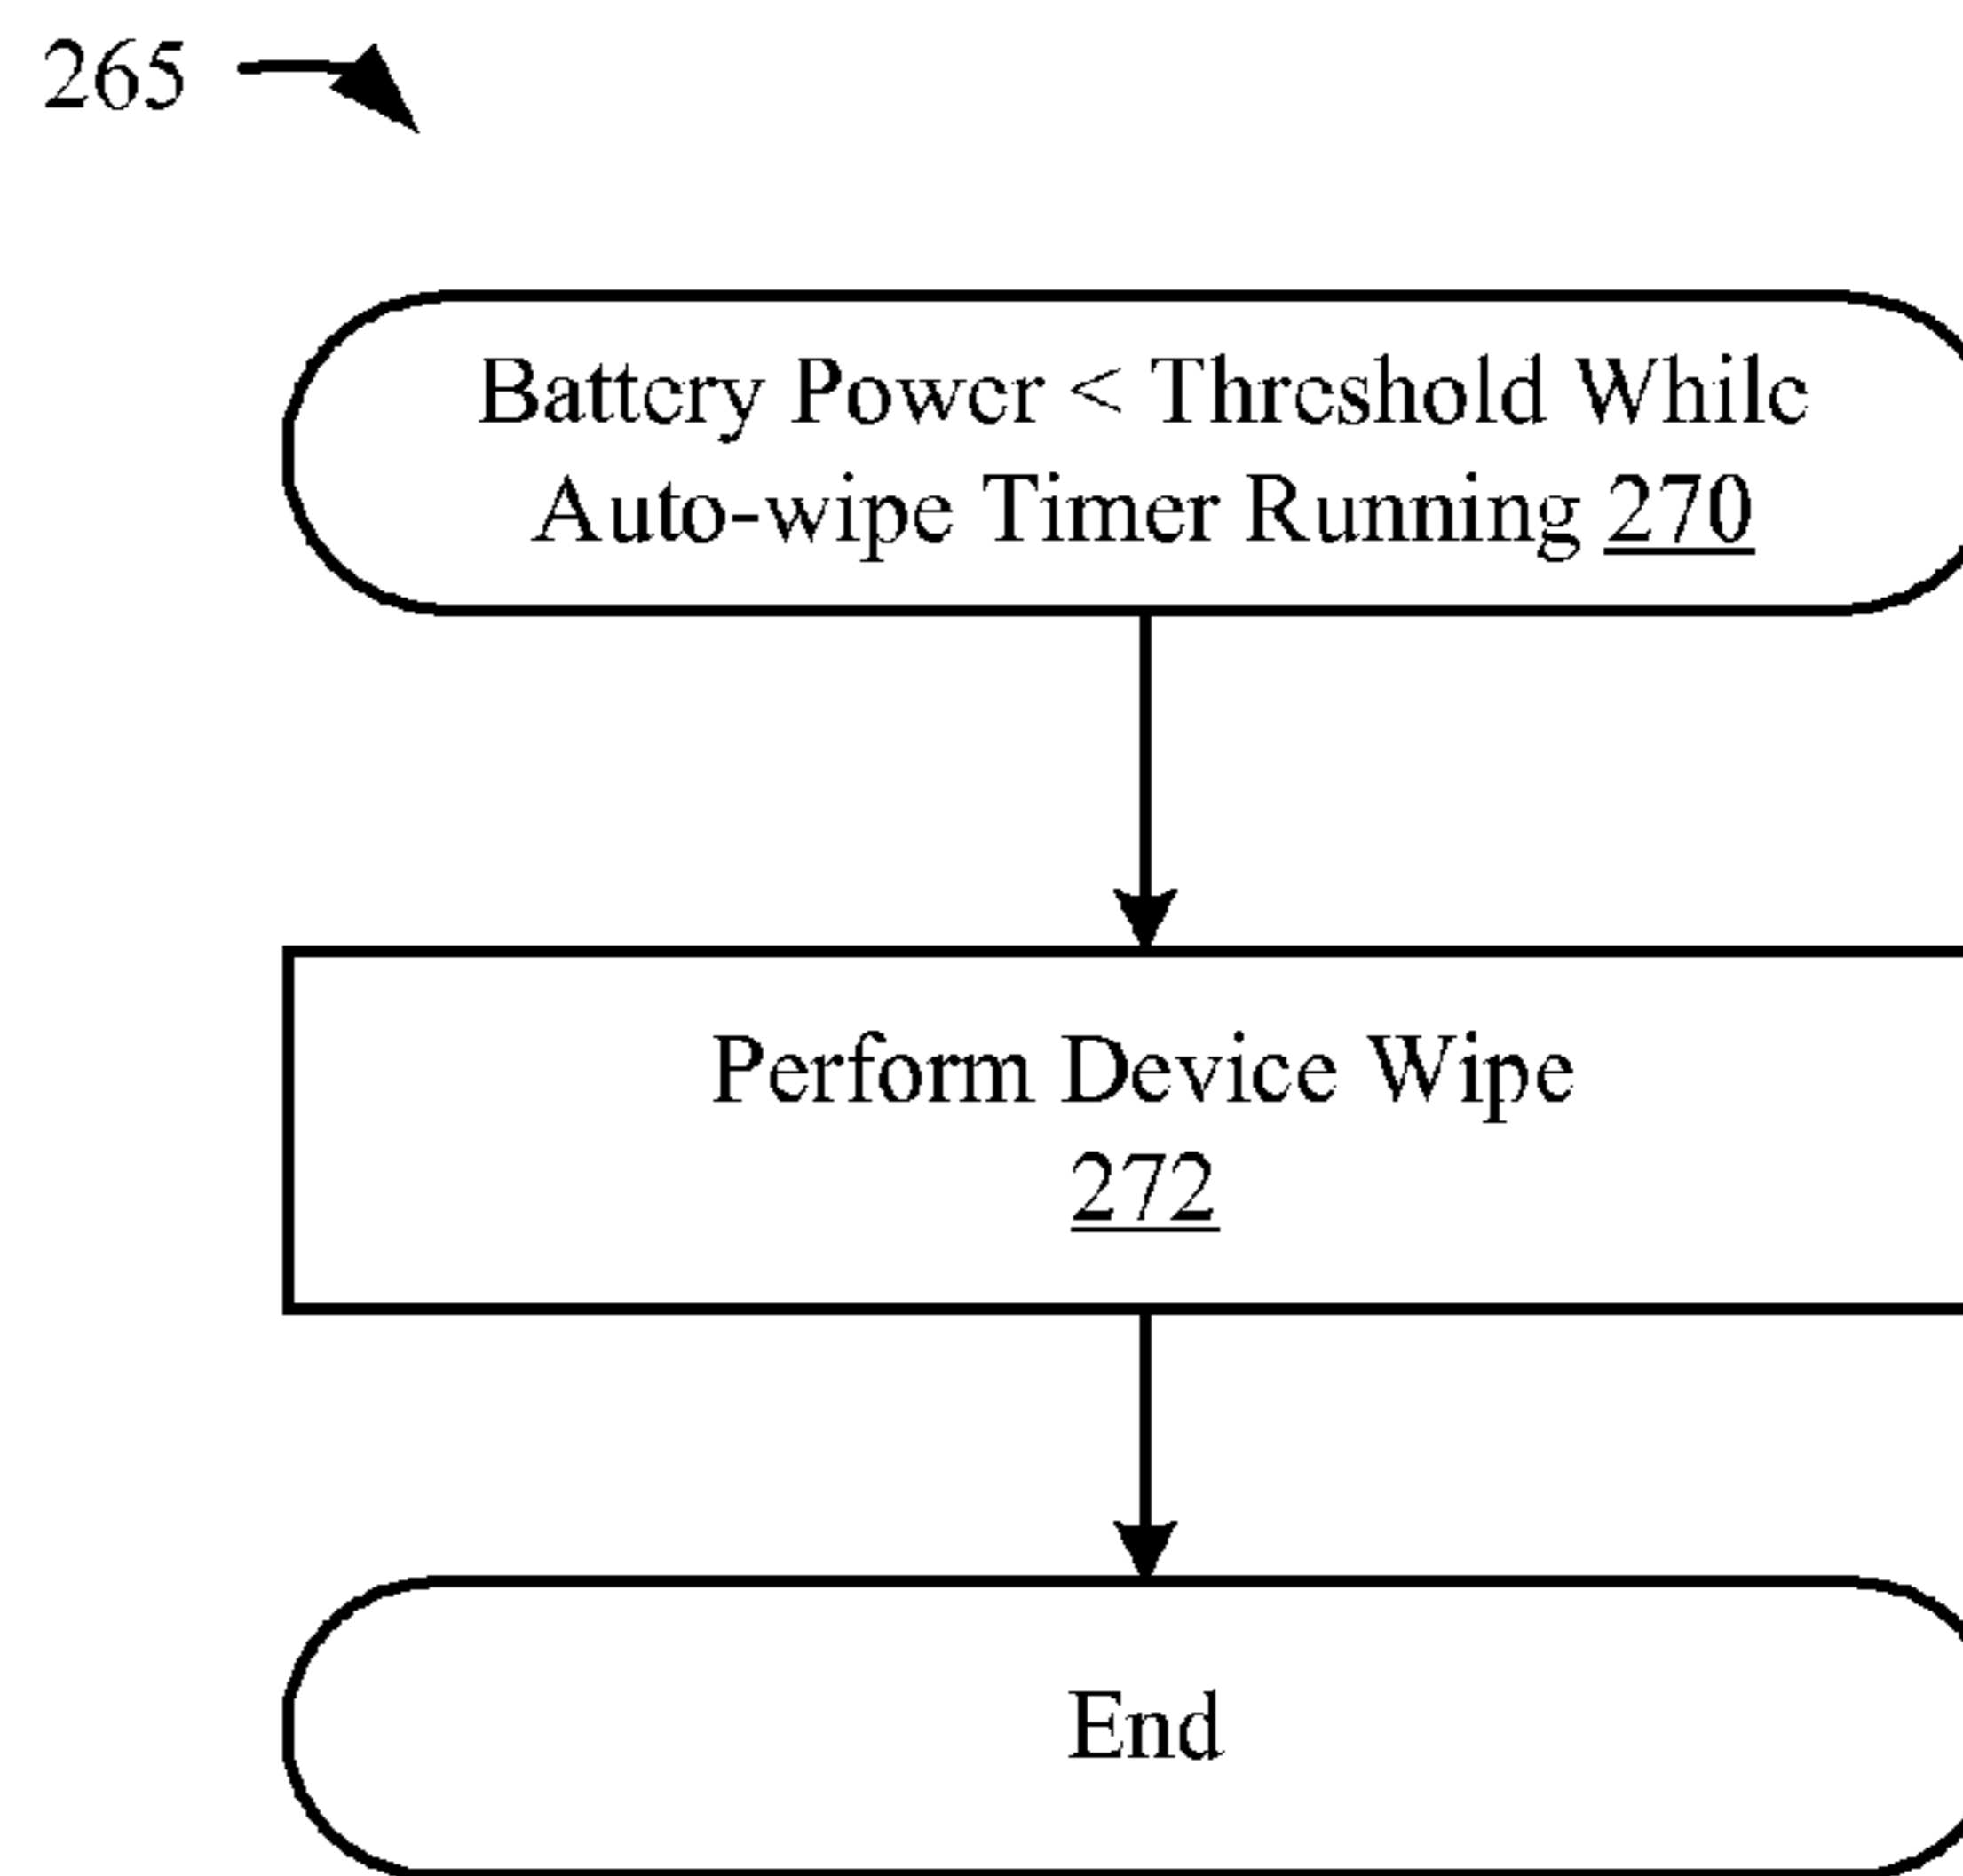 265
Battery Power < Threshold While
Auto-wipe Timer Running 270
Perform Device Wipe
272
End